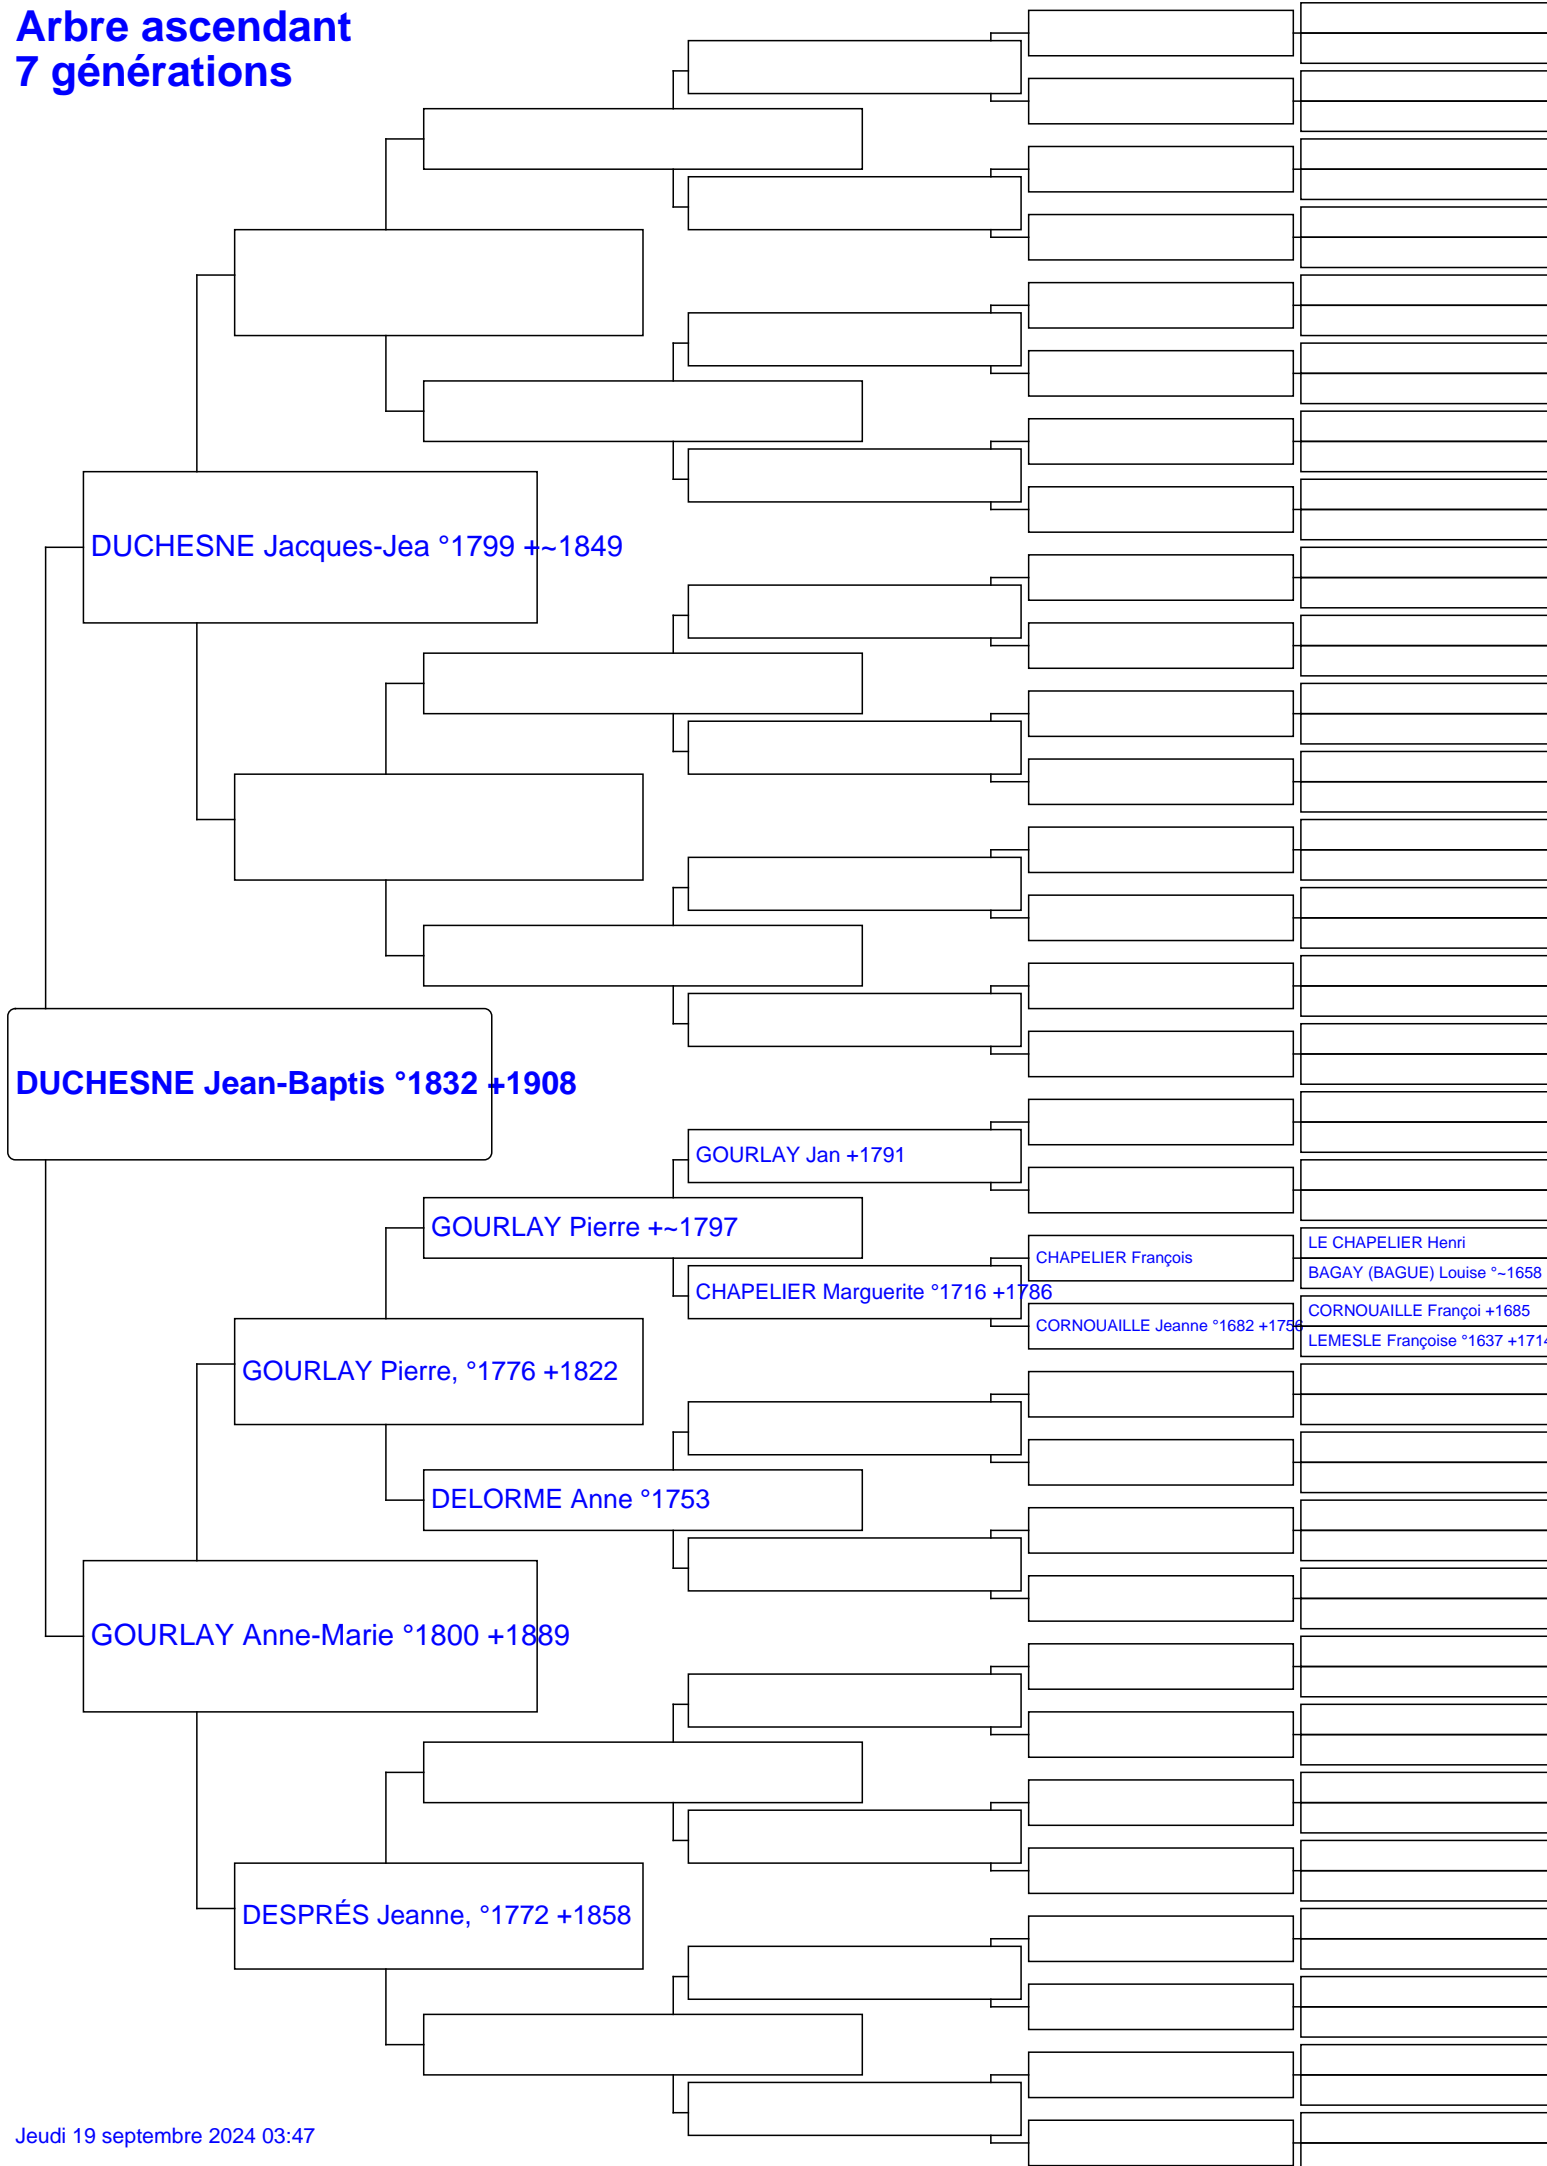 Arbre ascendant
7 générations
DUCHESNE Jacques-Jea °1799 +~1849
DUCHESNE Jean-Baptis °1832 +1908
GOURLAY Jan +1791
GOURLAY Pierre +~1797
CHAPELIER François
LE CHAPELIER Henri
BAGAY (BAGUE) Louise °~1658
CHAPELIER Marguerite °1716 +1786
CORNOUAILLE Jeanne °1682 +1756
CORNOUAILLE Françoi +1685
LEMESLE Françoise °1637 +1714
GOURLAY Pierre, °1776 +1822
DELORME Anne °1753
GOURLAY Anne-Marie °1800 +1889
DESPRÉS Jeanne, °1772 +1858
Jeudi 19 septembre 2024 03:47